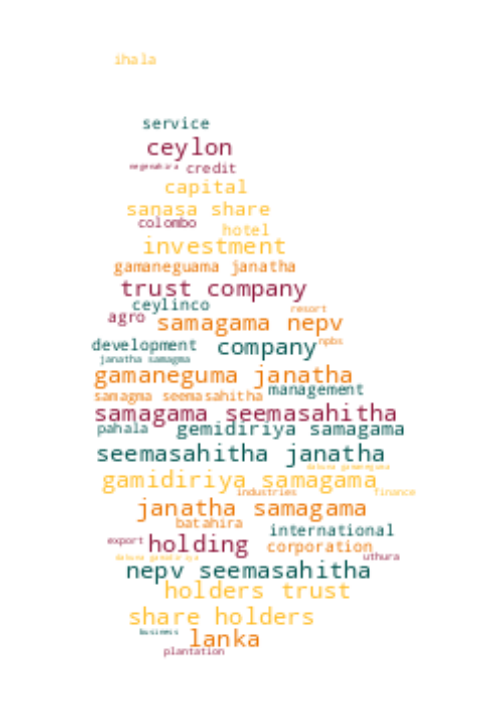 ihala
service
ceylon
negenahira credit
capital
sanasa share
colombo
hotel
investment
gamaneguama janatha
trust company
ceylinco
resort
agro
samagama nepv
development company
npbs
janatha samagma
gamaneguma janatha
management
samagma seemasahitha
samagama seemasahitha
pahala gemidiriya samagama
seemasahitha janatha
dakuna gamaneguma
gamidiriya samagama
industries finance
janatha samagama
batahira
international
export holding corporation
uthura
nepv seemasahitha
holders trust
share holders
business
lanka
plantation